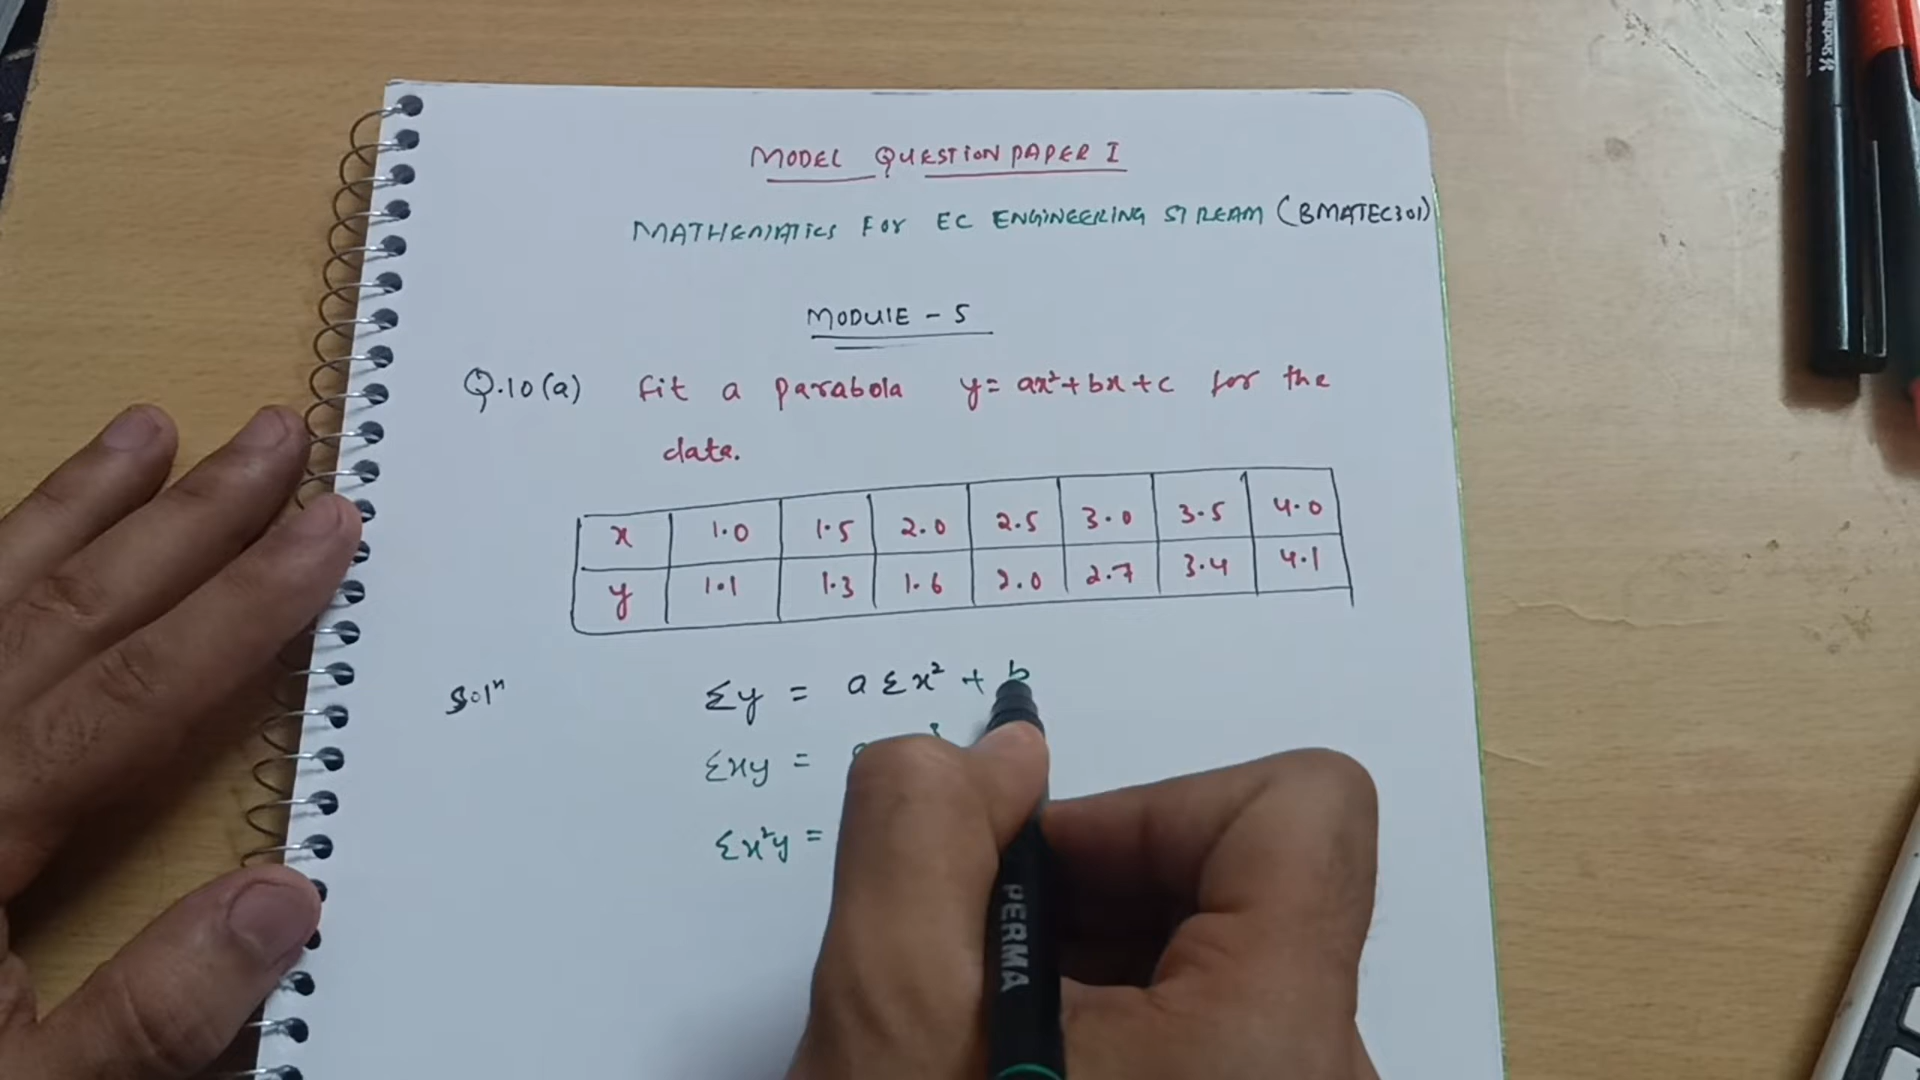 MODEL QUESTION PAPER I
MATHEMATICS FOR EC ENGINEERING STREAM (BMATEC301)
MODULE - 5
Q.10(a) Fit a parabola y = ax² + bx + c for the
data.
x 1.0 1.5 2.0 2.5 3.0 3.5 4.0
y 1.1 1.3 1.6 2.0 2.7 3.4 4.1
Solⁿ Σy = a Σx² + b
Σxy =
Σx²y =
PERMA